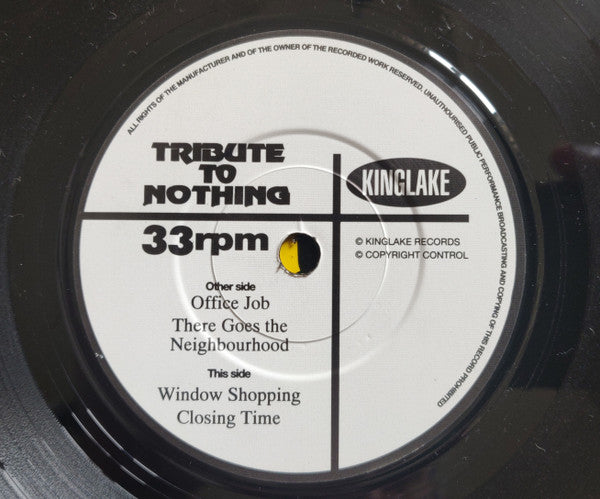 ALL RIGHTS OF THE MANUFACTURER AND OF THE OWNER OF THE RECORDED WORK RESERVED, UNAUTHOURISED PUBLIC PERFORMANCE BROADCASTING AND COPYING OF THIS RECORD PROHIBITED
TRIBUTE
TO
NOTHING
KINGLAKE
33rpm
© KINGLAKE RECORDS
© COPYRIGHT CONTROL
Other side
Office Job
There Goes the
Neighbourhood
This side
Window Shopping
Closing Time